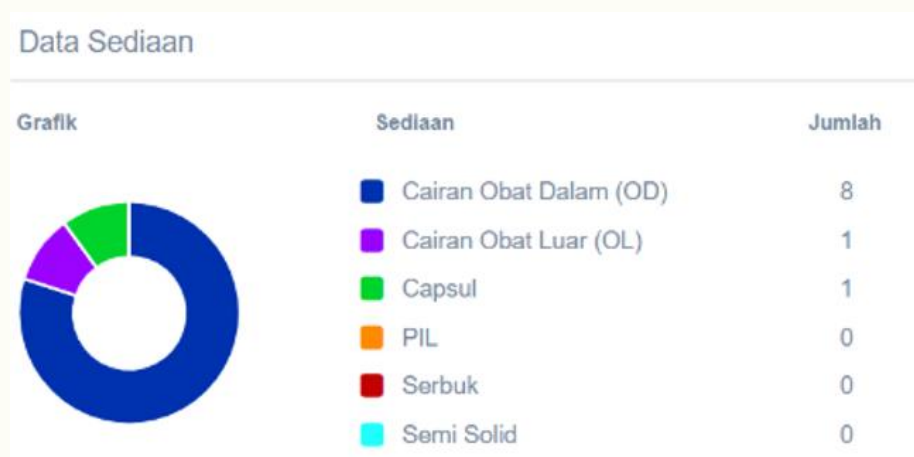 Data Sediaan
Grafik Sediaan Jumlah
Cairan Obat Dalam (OD) 8
Cairan Obat Luar (OL) 1
Capsul 1
PIL 0
Serbuk 0
Semi Solid 0